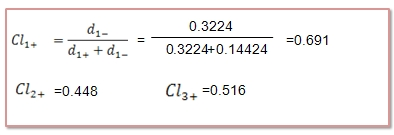 Cl₁₊ = d₁₋ / (d₁₊ + d₁₋) = 0.3224 / (0.3224+0.14424) =0.691
Cl₂₊ =0.448 Cl₃₊ =0.516